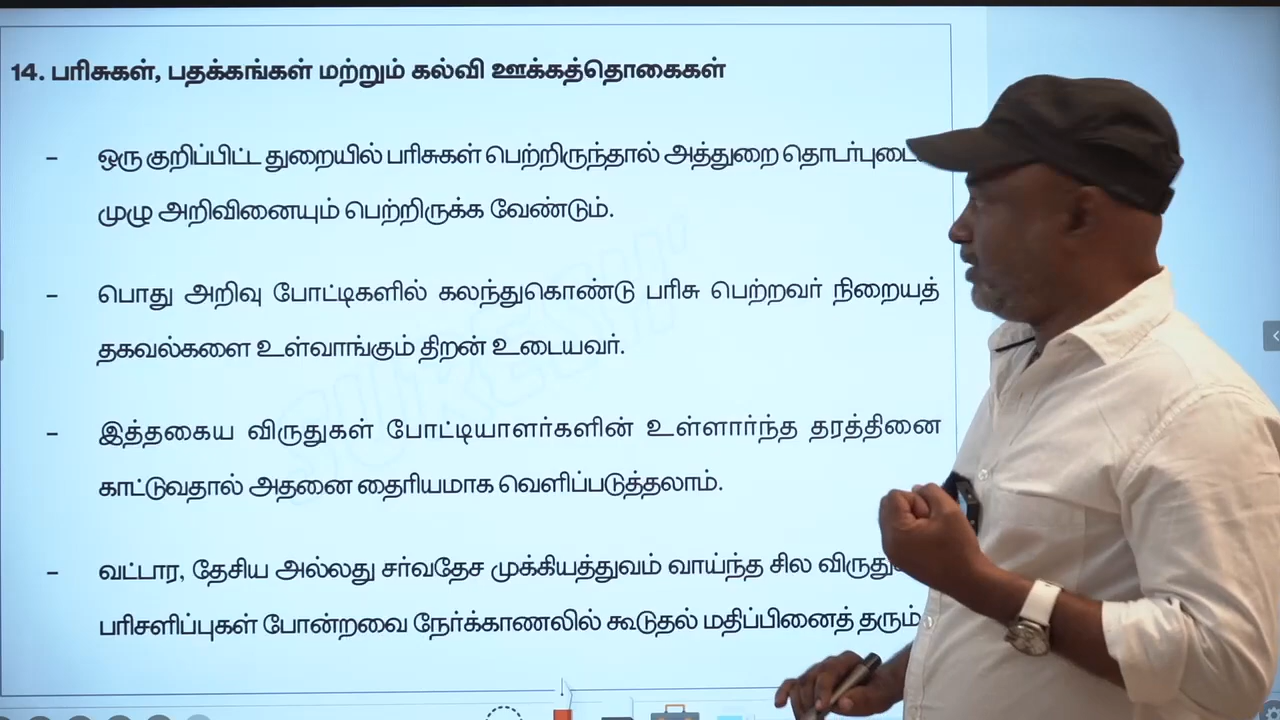 14. பரிசுகள், பதக்கங்கள் மற்றும் கல்வி ஊக்கத்தொகைகள்
– ஒரு குறிப்பிட்ட துறையில் பரிசுகள் பெற்றிருந்தால் அத்துறை
முழு அறிவினையும் பெற்றிருக்க வேண்டும்.
– பொது அறிவு போட்டிகளில் கலந்துகொண்டு பரிசு பெற்றவர் நிறையத்
தகவல்களை உள்வாங்கும் திறன் உடையவர்.
– இத்தகைய விருதுகள் போட்டியாளர்களின் உள்ளார்ந்த தரத்தினை
காட்டுவதால் அதனை தைரியமாக வெளிப்படுத்தலாம்.
– வட்டார, தேசிய அல்லது சர்வதேச முக்கியத்துவம் வாய்ந்த சில
பரிசளிப்புகள் போன்றவை நேர்க்காணலில் கூடுதல் மதிப்பினைத் தரும்